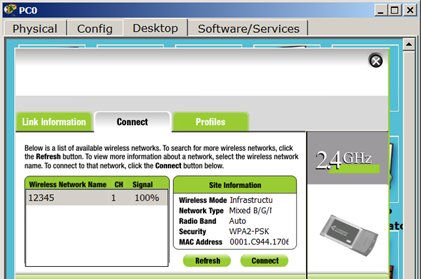 PC0
Physical Config Desktop Software/Services
Link Information Connect Profiles
Below is a list of available wireless networks. To search for more wireless networks, click
the Refresh button. To view more information about a network, select the wireless network
name. To connect to that network, click the Connect button below.
2.4GHz
Wireless Network Name CH Signal
12345 1 100%
Site Information
Wireless Mode Infrastructu
Network Type Mixed B/G/I
Radio Band Auto
Security WPA2-PSK
MAC Address 0001.C944.170
Refresh Connect